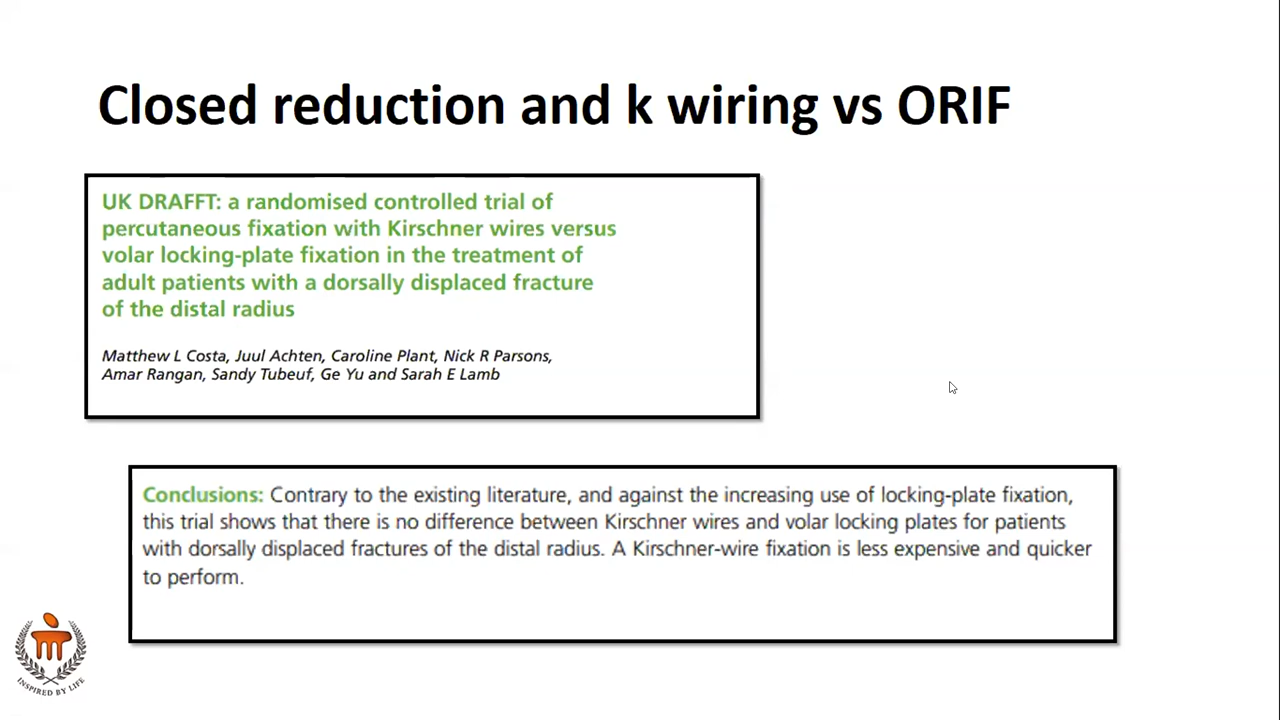 Closed reduction and k wiring vs ORIF
UK DRAFFT: a randomised controlled trial of
percutaneous fixation with Kirschner wires versus
volar locking-plate fixation in the treatment of
adult patients with a dorsally displaced fracture
of the distal radius
Matthew L Costa, Juul Achten, Caroline Plant, Nick R Parsons,
Amar Rangan, Sandy Tubeuf, Ge Yu and Sarah E Lamb
Conclusions: Contrary to the existing literature, and against the increasing use of locking-plate fixation,
this trial shows that there is no difference between Kirschner wires and volar locking plates for patients
with dorsally displaced fractures of the distal radius. A Kirschner-wire fixation is less expensive and quicker
to perform.
INSPIRED BY LIFE